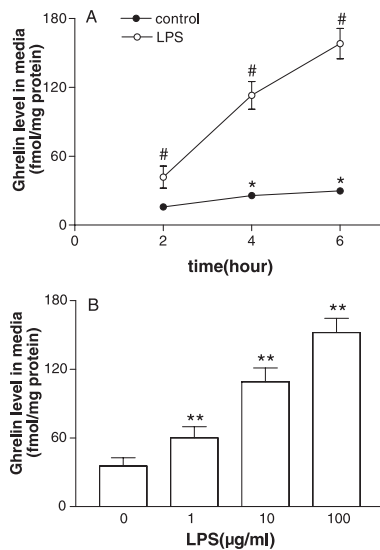 A
control
LPS
Ghrelin level in media
(fmol/mg protein)
180
120
60
0
#
#
#
*
*
0
2
4
6
time(hour)
B
Ghrelin level in media
(fmol/mg protein)
180
120
60
0
**
**
**
0
1
10
100
LPS(µg/ml)